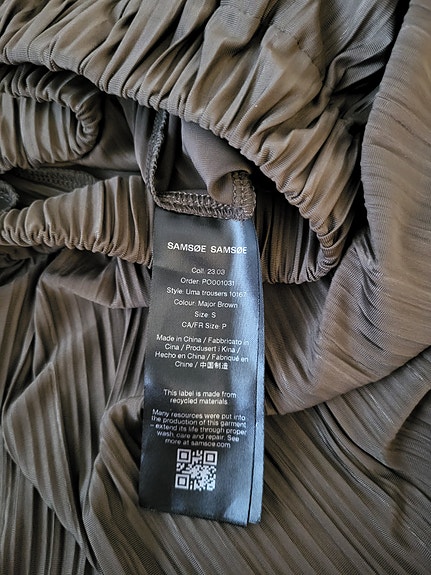 SAMSØE SAMSØE
Coll: 23.03
Order: PO001031
Style: Uma trousers 10167
Colour: Major Brown
Size: S
CA/FR Size: P
Made in China / Fabbricato in
Cina / Produsert i Kina /
Hecho en China / Fabriqué en
Chine / 中国制造
This label is made from
recycled materials
Many resources were put into
the production of this garment
– extend its life through proper
wash, care and repair. See
more at samsoe.com